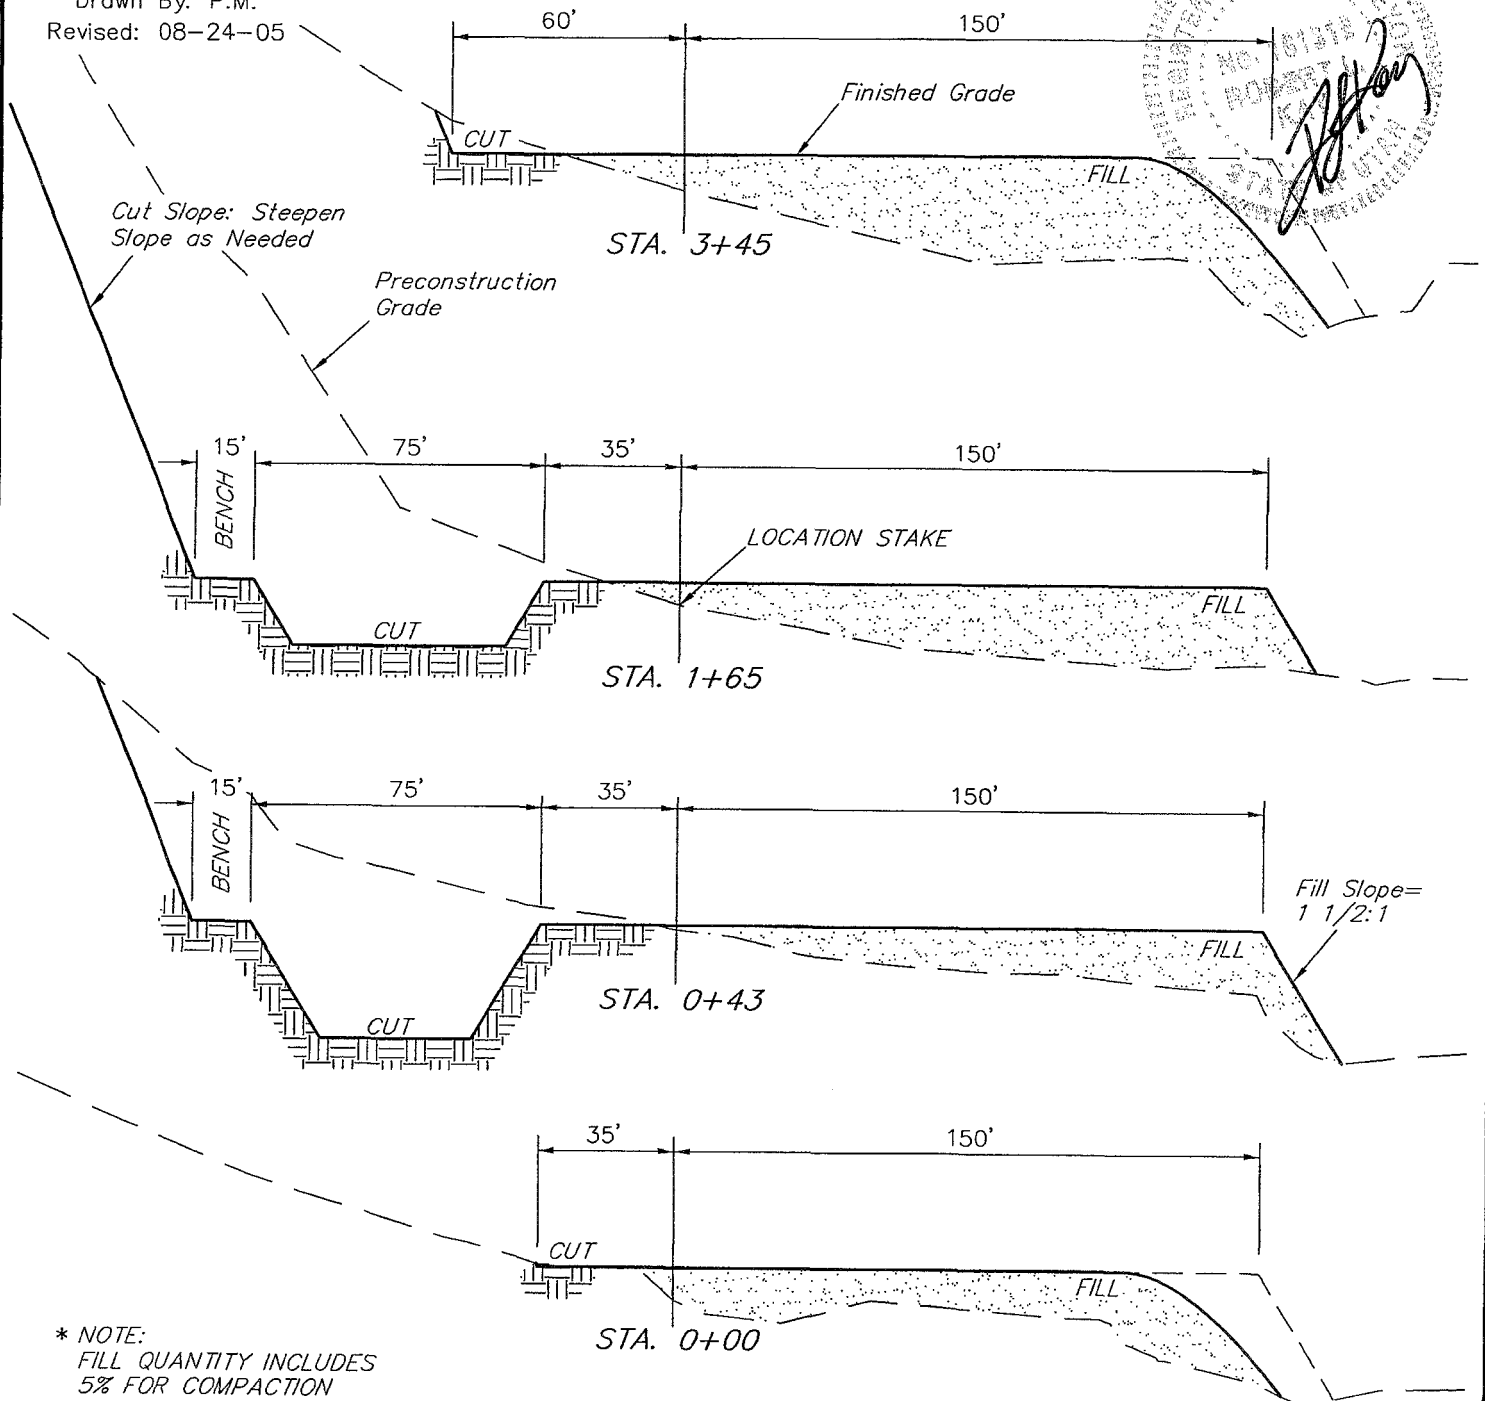 Drawn By: P.M.
Revised: 08-24-05
60'
150'
Finished Grade
CUT
FILL
STA. 3+45
Cut Slope: Steepen
Slope as Needed
Preconstruction
Grade
15'
75'
35'
150'
BENCH
LOCATION STAKE
CUT
FILL
STA. 1+65
15'
75'
35'
150'
BENCH
Fill Slope=
1 1/2:1
CUT
FILL
STA. 0+43
35'
150'
CUT
FILL
STA. 0+00
* NOTE:
FILL QUANTITY INCLUDES
5% FOR COMPACTION